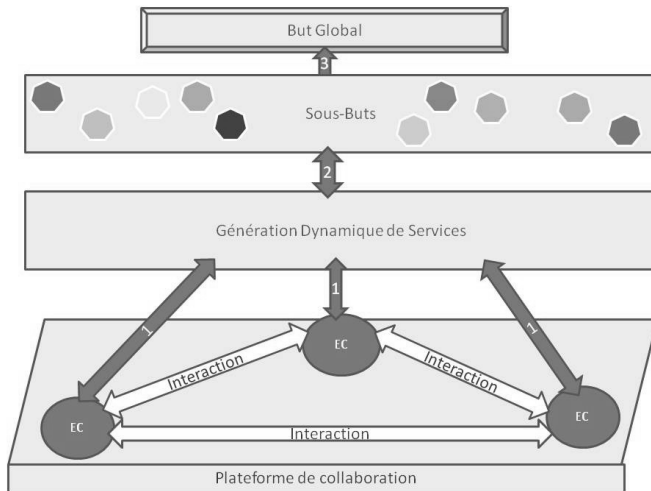 But Global
3
Sous-Buts
2
Génération Dynamique de Services
1
1
1
EC
Interaction
Interaction
EC
EC
Interaction
Plateforme de collaboration